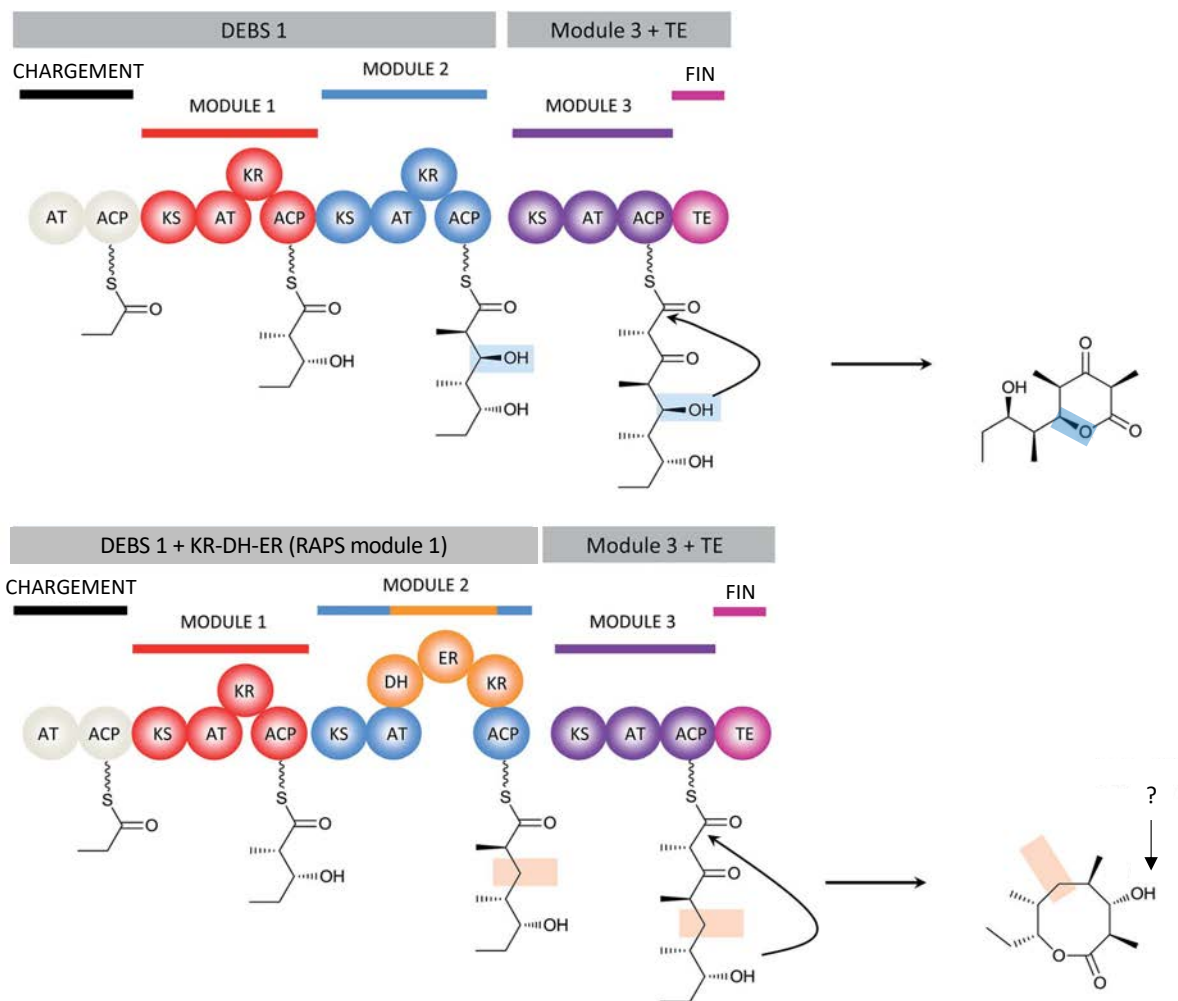 DEBS 1
Module 3 + TE
CHARGEMENT
MODULE 2
FIN
MODULE 1
MODULE 3
KR
KR
AT
ACP
KS
AT
ACP
KS
AT
ACP
KS
AT
ACP
TE
S
O
S
O
OH
S
O
OH
OH
S
O
O
OH
OH
O
OH
O
O
DEBS 1 + KR-DH-ER (RAPS module 1)
Module 3 + TE
CHARGEMENT
MODULE 2
FIN
MODULE 1
MODULE 3
ER
DH
KR
KR
AT
ACP
KS
AT
ACP
KS
AT
ACP
KS
AT
ACP
TE
S
O
S
O
OH
S
O
OH
S
O
O
OH
?
OH
O
O